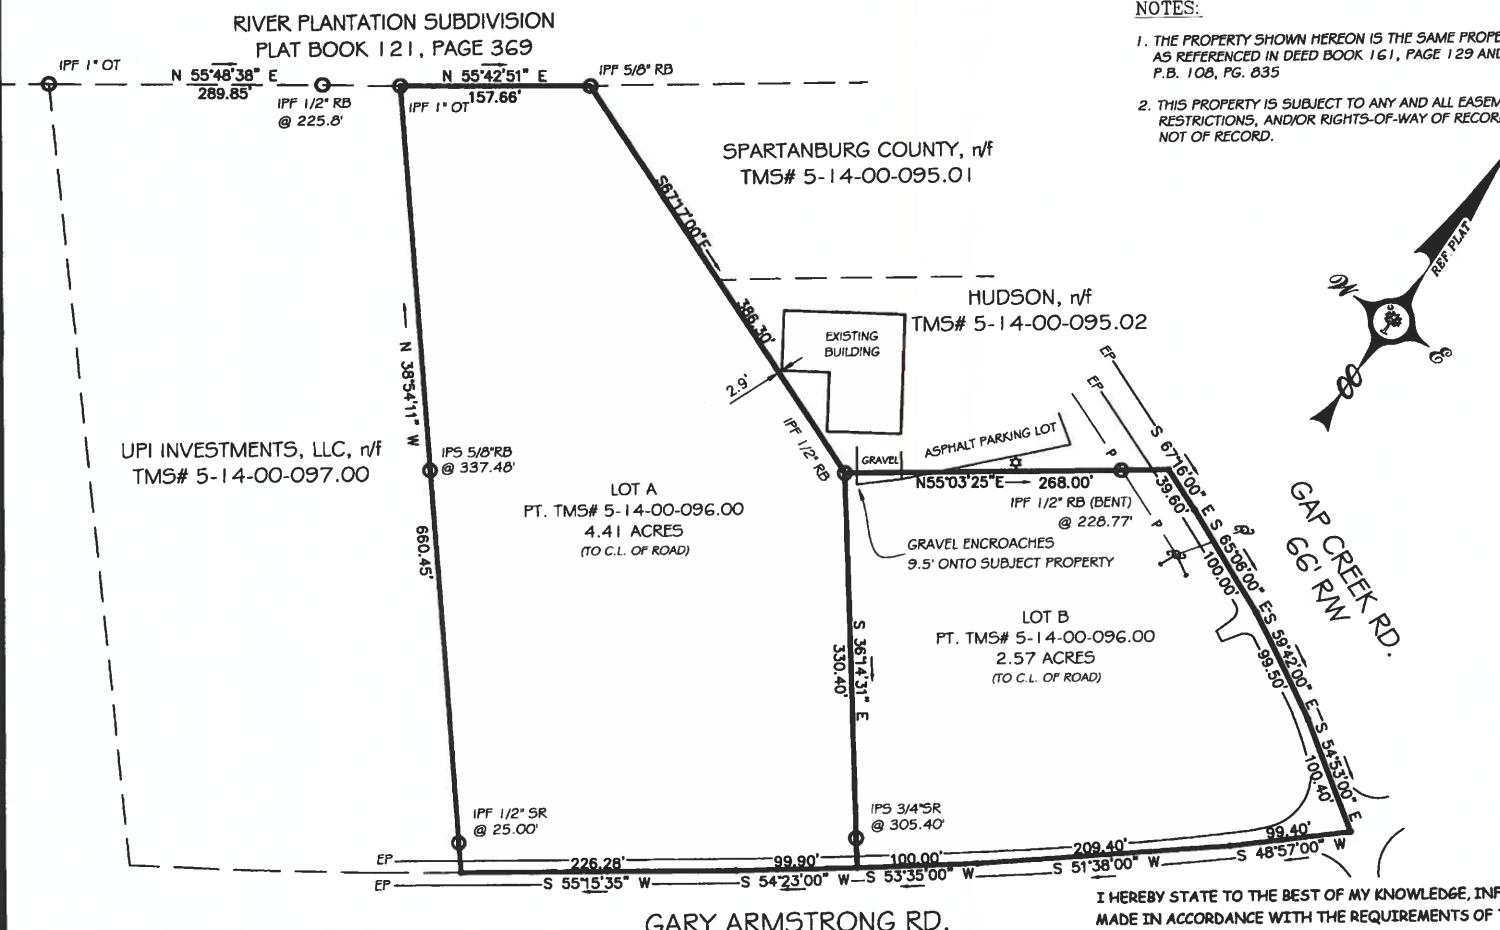 RIVER PLANTATION SUBDIVISION
PLAT BOOK 121, PAGE 369
NOTES:
1. THE PROPERTY SHOWN HEREON IS THE SAME PROPE
AS REFERENCED IN DEED BOOK 161, PAGE 129 AND
P.B. 108, PG. 835
2. THIS PROPERTY IS SUBJECT TO ANY AND ALL EASEM
RESTRICTIONS, AND/OR RIGHTS-OF-WAY OF RECOR
NOT OF RECORD.
IPF 1" OT
N 55°48'38" E
289.85'
IPF 1/2" RB
@ 225.8'
N 55°42'51" E
157.66'
IPF 1" OT
IPF 5/8" RB
SPARTANBURG COUNTY, n/f
TMS# 5-14-00-095.01
S67°17'00"E
386.30'
REF. PLAT
W
E
HUDSON, n/f
TMS# 5-14-00-095.02
EXISTING
BUILDING
2.9'
IPF 1/2" RB
EP
EP
P
P
ASPHALT PARKING LOT
GRAVEL
N55°03'25"E
268.00'
IPF 1/2" RB (BENT)
@ 228.77'
GRAVEL ENCROACHES
9.5' ONTO SUBJECT PROPERTY
N 38°54'11" W
660.45'
UPI INVESTMENTS, LLC, n/f
TMS# 5-14-00-097.00
IPS 5/8"RB
@ 337.48'
LOT A
PT. TMS# 5-14-00-096.00
4.41 ACRES
(TO C.L. OF ROAD)
S 67°16'00" E
39.60'
S 65°06'00" E
100.00'
S 59°42'00" E
99.50'
S 54°53'00" E
100.40'
GAP CREEK RD.
66' R/W
LOT B
PT. TMS# 5-14-00-096.00
2.57 ACRES
(TO C.L. OF ROAD)
S 36°14'31" E
330.40'
IPF 1/2" SR
@ 25.00'
IPS 3/4"SR
@ 305.40'
EP
EP
226.28'
S 55°15'35" W
99.90'
S 54°23'00" W
100.00'
S 53°35'00" W
209.40'
S 51°38'00" W
99.40'
S 48°57'00" W
GARY ARMSTRONG RD.
I HEREBY STATE TO THE BEST OF MY KNOWLEDGE, INF
MADE IN ACCORDANCE WITH THE REQUIREMENTS OF